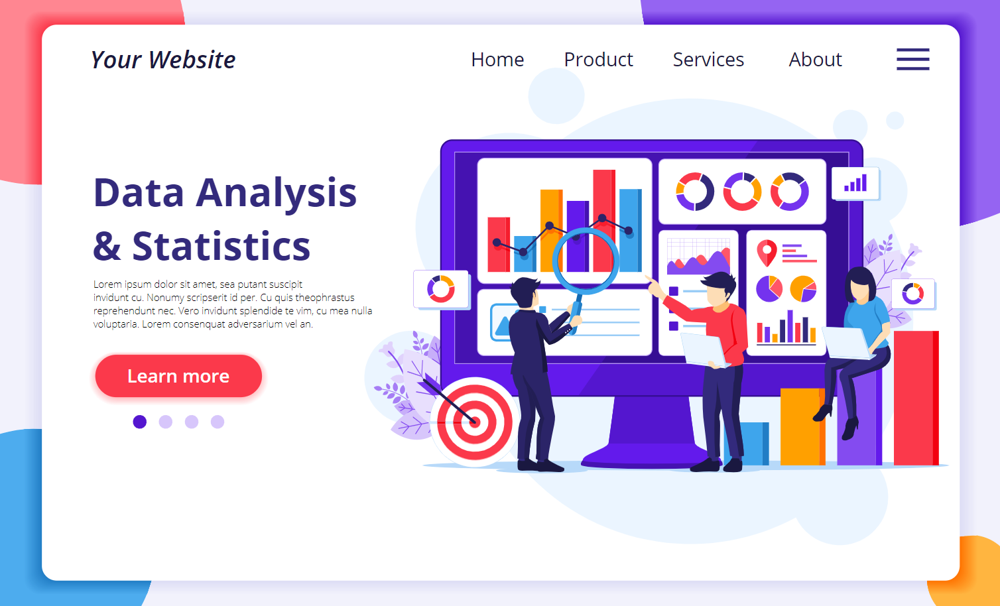 Your Website
Home Product Services About
Data Analysis
& Statistics
Lorem ipsum dolor sit amet, sea putant suscipit
invidunt cu. Nonumy scripserit id per. Cu quis theophrastus
reprehendunt nec. Vero invidunt splendide te vim, cu mea nulla
voluptaria. Lorem consenquat adversarium vel an.
Learn more